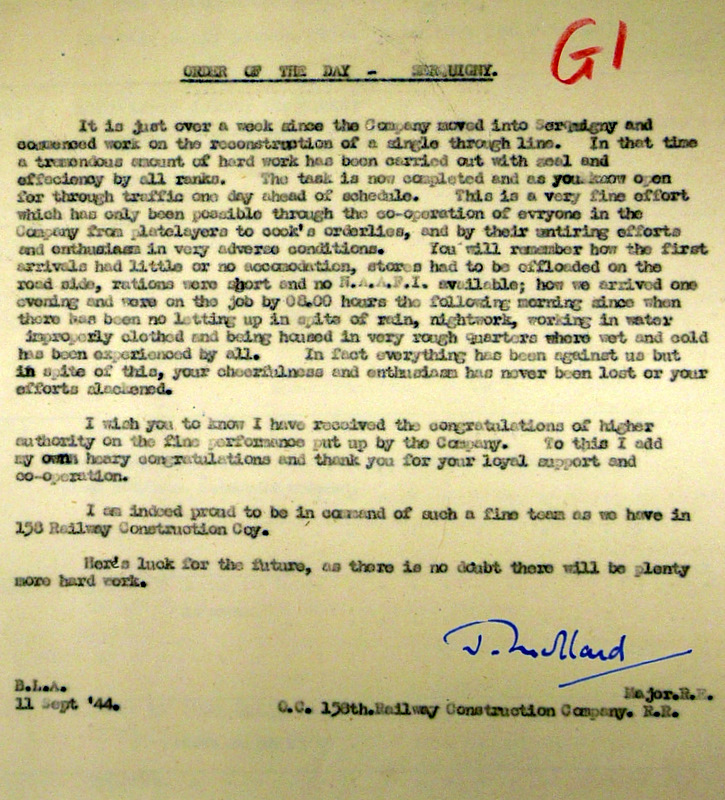 G1
ORDER OF THE DAY - SERQUIGNY.
It is just over a week since the Company moved into Serquigny and
commenced work on the reconstruction of a single through line. In that time
a tremendous amount of hard work has been carried out with zeal and
effeciency by all ranks. The task is now completed and as you know open
for through traffic one day ahead of schedule. This is a very fine effort
which has only been possible through the co-operation of evryone in the
Company from platelayers to cook's orderlies, and by their untiring efforts
and enthusiasm in very adverse conditions. You will remember how the first
arrivals had little or no accomodation, stores had to be offloaded on the
road side, rations were short and no N.A.A.F.I. available; how we arrived one
evening and were on the job by 08.00 hours the following morning since when
there has been no letting up in spite of rain, nightwork, working in water
improperly clothed and being housed in very rough quarters where wet and cold
has been experienced by all. In fact everything has been against us but
in spite of this, your cheerfulness and enthusiasm has never been lost or your
efforts slackened.
I wish you to know I have received the congratulations of higher
authority on the fine performance put up by the Company. To this I add
my own heary congratulations and thank you for your loyal support and
co-operation.
I am indeed proud to be in command of such a fine team as we have in
158 Railway Construction Coy.
Here's luck for the future, as there is no doubt there will be plenty
more hard work.
B.L.A.
Major.R.E.
11 Sept '44.
O.C. 158th.Railway Construction Company. R.E.